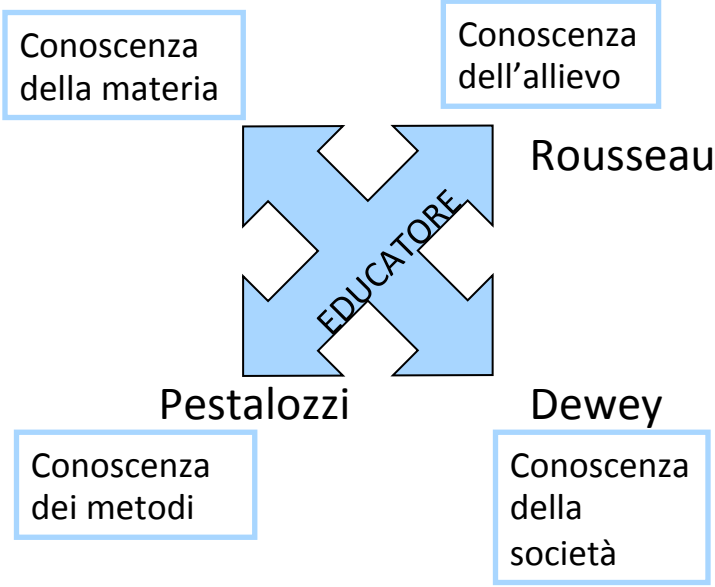 Conoscenza
della materia
Conoscenza
dell’allievo
Rousseau
EDUCATORE
Pestalozzi
Dewey
Conoscenza
dei metodi
Conoscenza
della
società